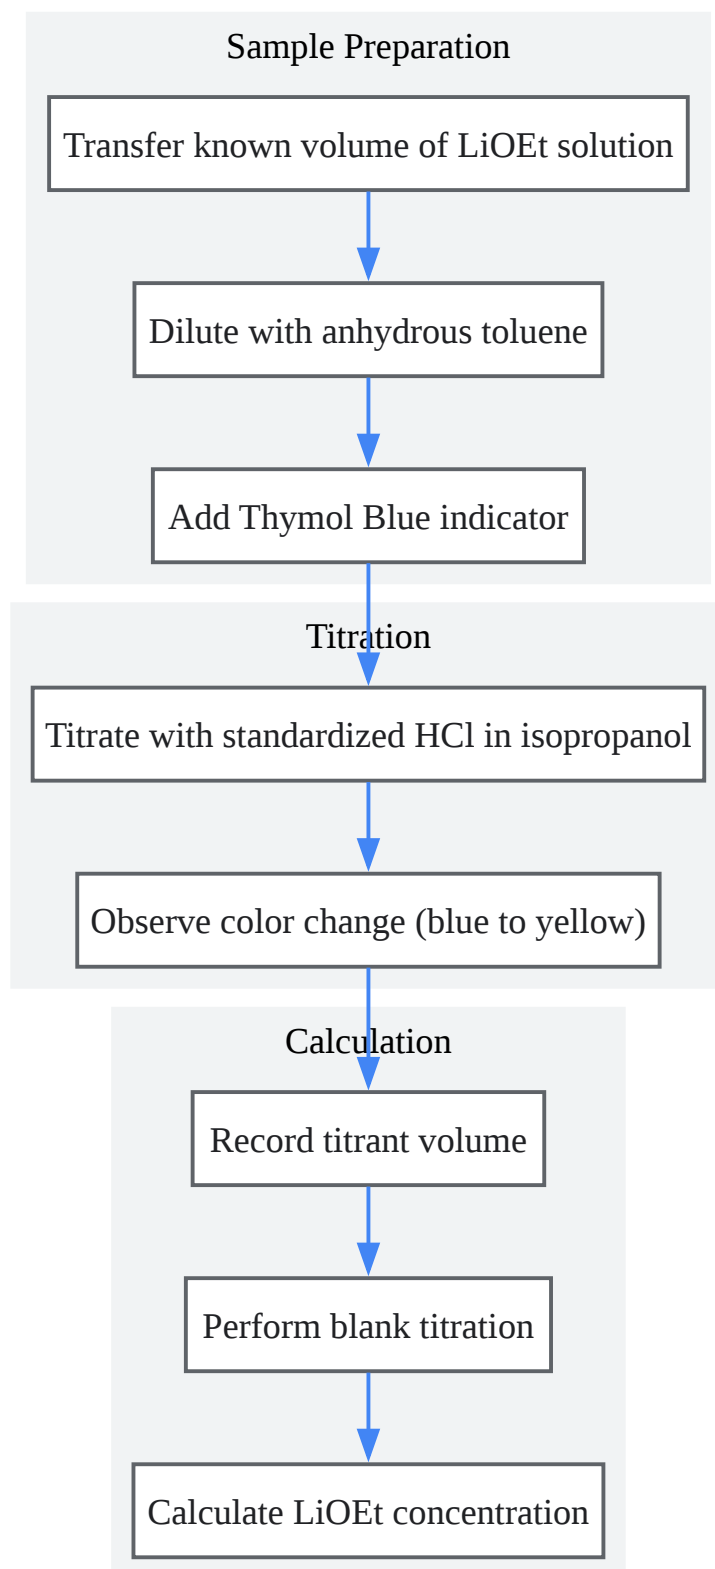 Sample Preparation
Transfer known volume of LiOEt solution
Dilute with anhydrous toluene
Add Thymol Blue indicator
Titration
Titrate with standardized HCl in isopropanol
Observe color change (blue to yellow)
Calculation
Record titrant volume
Perform blank titration
Calculate LiOEt concentration